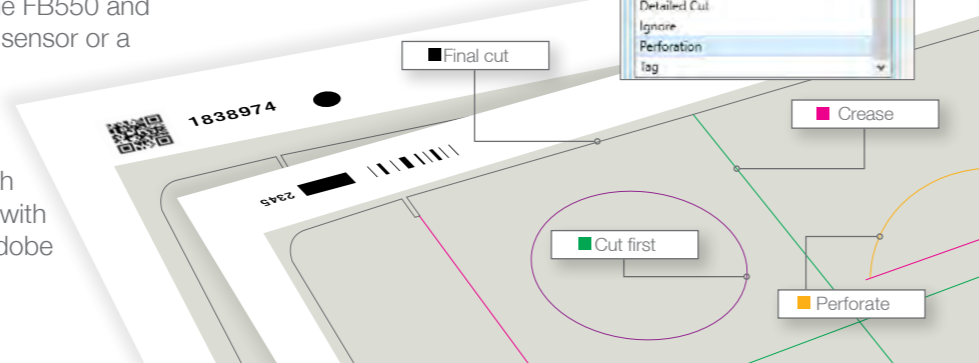 ne FB550 and
sensor or a
h
with
dobe
Detailed Cut
Ignore
Perforation
Tag
Final cut
1838974
2345
Crease
Cut first
Perforate